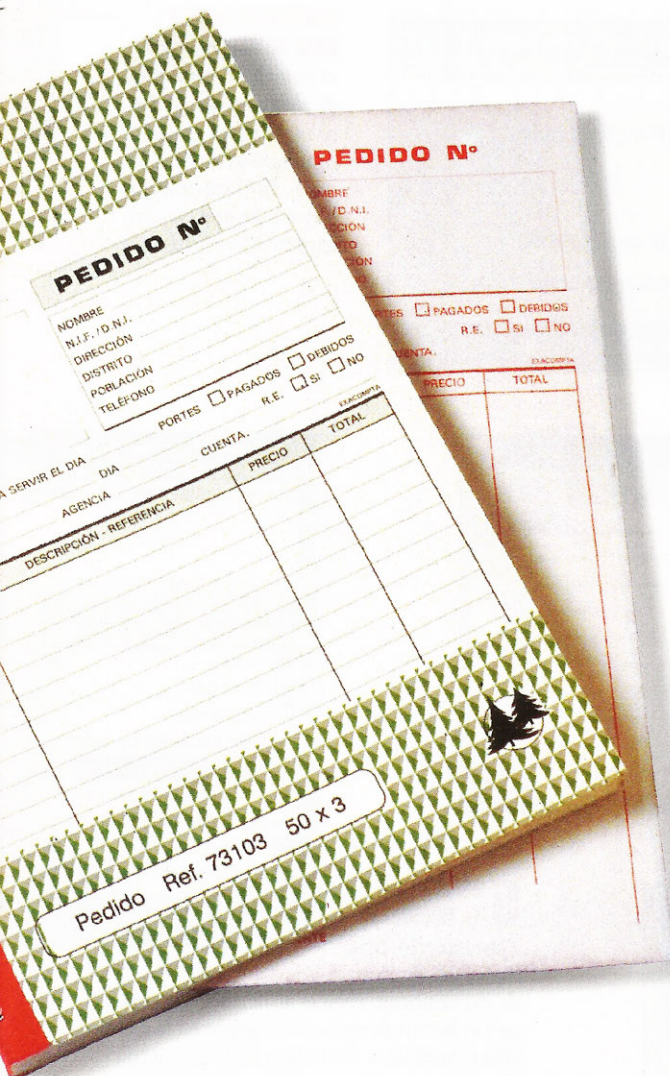 PEDIDO Nº
NOMBRE
N.I.F. / D.N.I.
DIRECCIÓN
DISTRITO
POBLACIÓN
TELÉFONO
PORTES PAGADOS DEBIDOS
R.E. SI NO
A SERVIR EL DIA DIA CUENTA.
AGENCIA
EXACOMPTA
DESCRIPCIÓN - REFERENCIA PRECIO TOTAL
Pedido Ref. 73103 50 x 3
PEDIDO Nº
PAGADOS DEBIDOS
R.E. SI NO
EXACOMPTA
PRECIO TOTAL